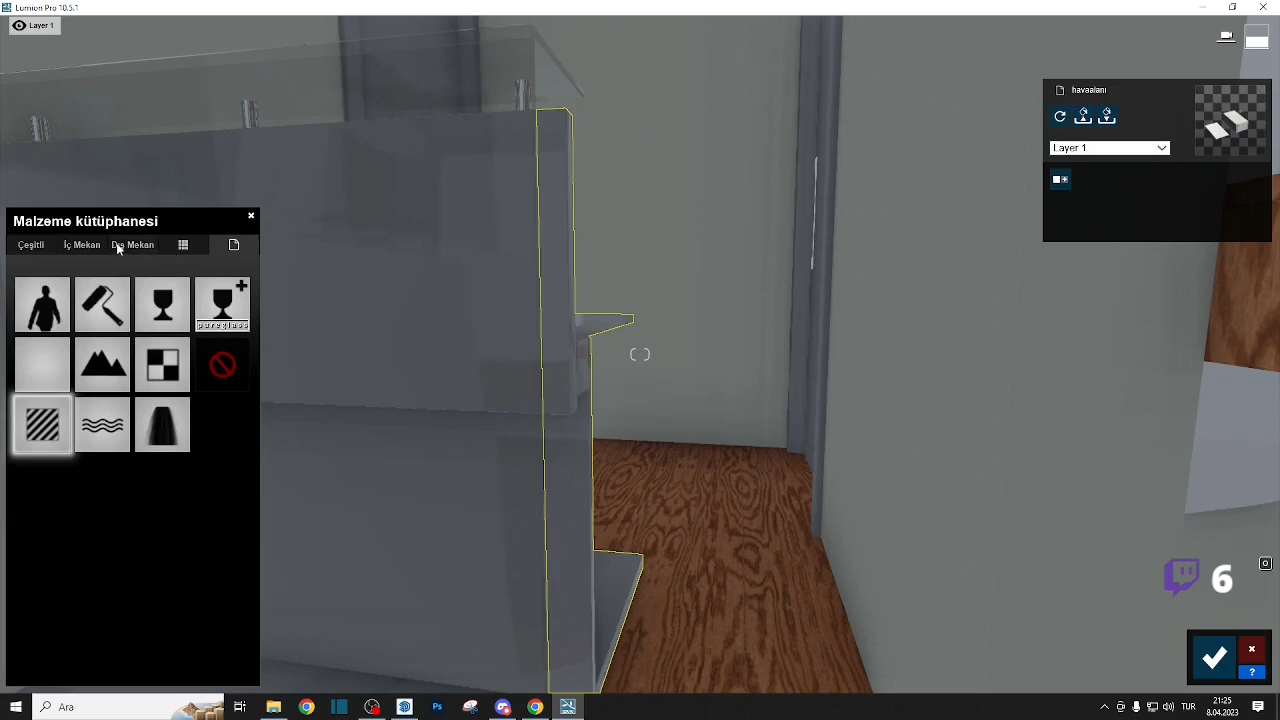 Lumion Pro 10.5.1
Layer 1
havaalanı
Layer 1
Malzeme kütüphanesi
Çeşitli
İç Mekan
Dış Mekan
pureglass
6
?
Ara
Ps
TUR
21:25
8.04.2023